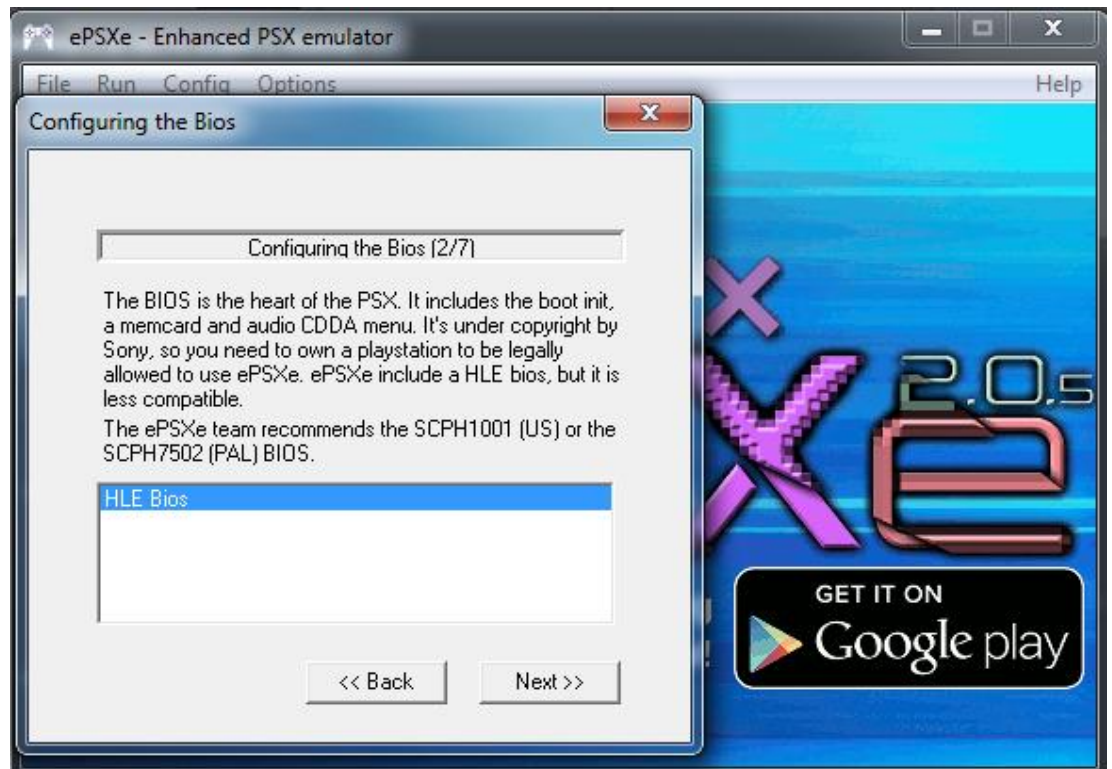 ePSXe - Enhanced PSX emulator
File Run Config Options Help
Configuring the Bios
Configuring the Bios (2/7)
The BIOS is the heart of the PSX. It includes the boot init,
a memcard and audio CDDA menu. It's under copyright by
Sony, so you need to own a playstation to be legally
allowed to use ePSXe. ePSXe include a HLE bios, but it is
less compatible.
The ePSXe team recommends the SCPH1001 (US) or the
SCPH7502 (PAL) BIOS.
HLE Bios
<< Back Next >>
2.0.5
GET IT ON
Google play